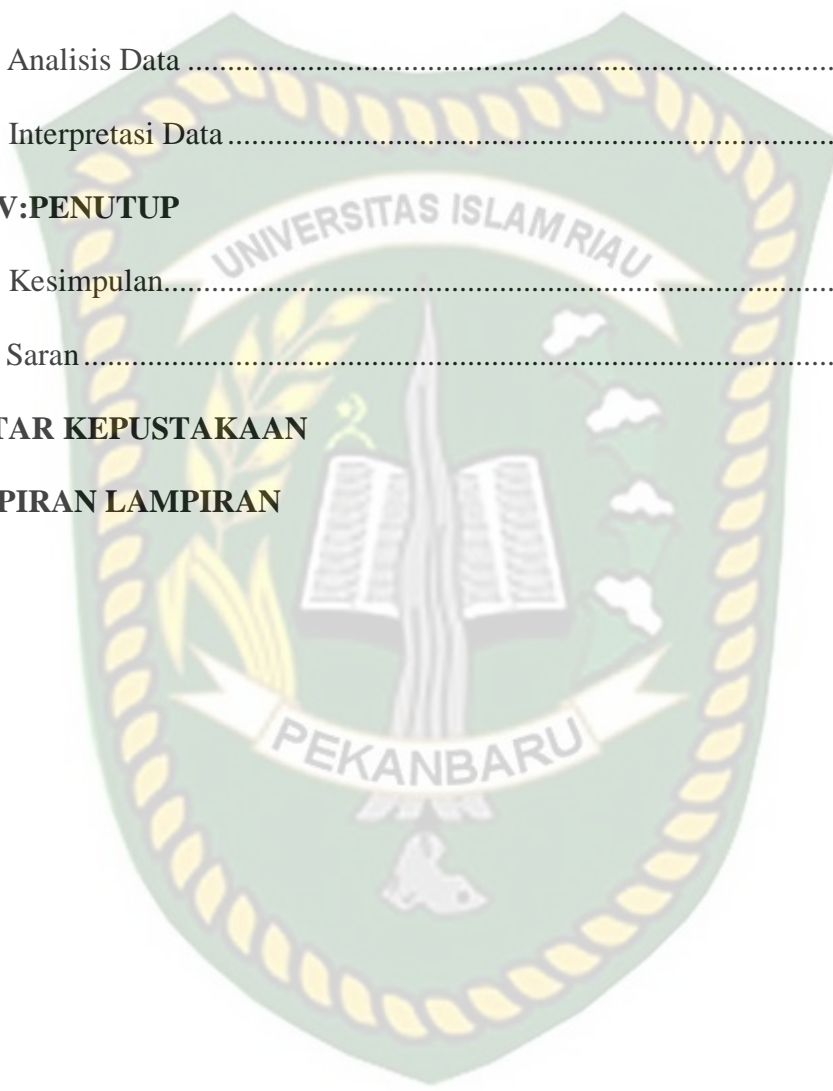 Analisis Data ................................................................................
Interpretasi Data ...........................................................................
V:PENUTUP
UNIVERSITAS ISLAM RIAU
Kesimpulan...................................................................................
Saran.............................................................................................
TAR KEPUSTAKAAN
PIRAN LAMPIRAN
PEKANBARU